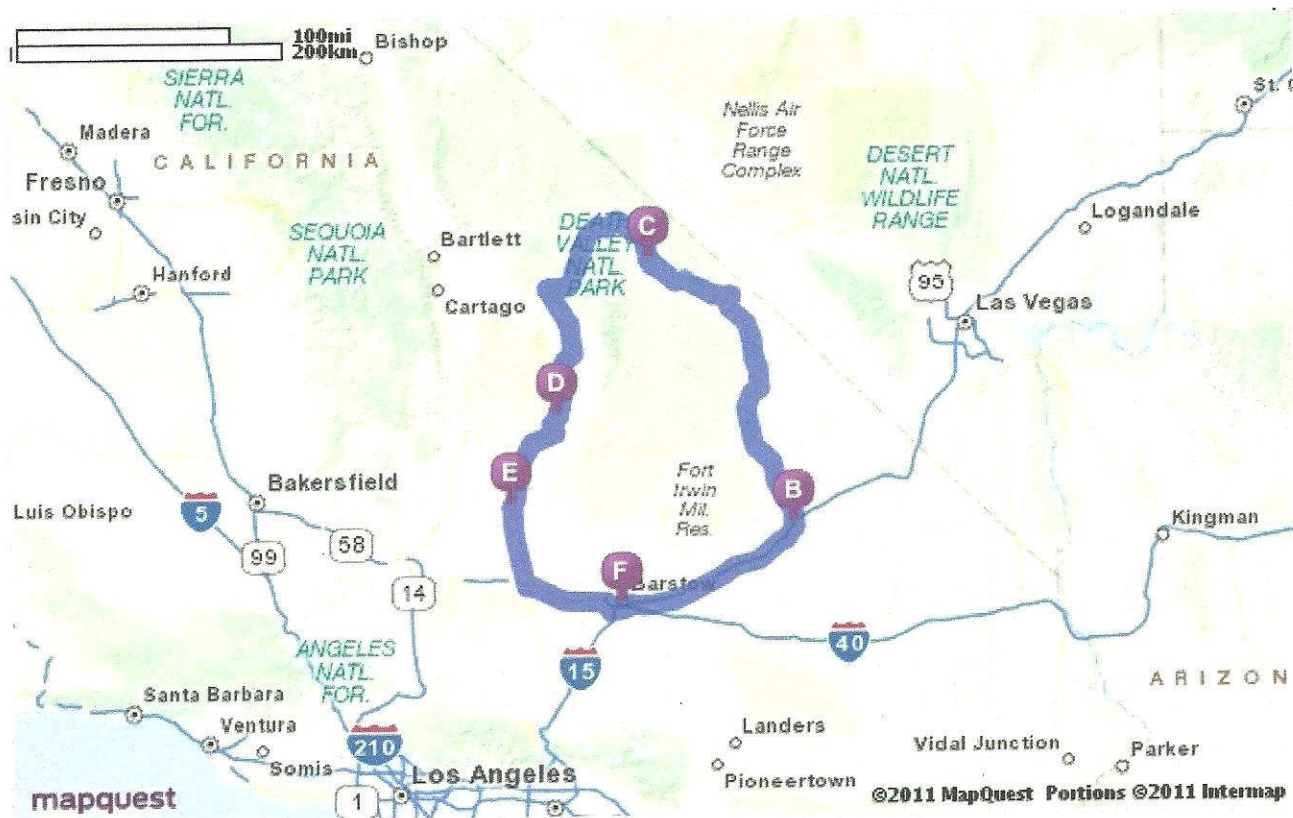 100mi
200km
Bishop
SIERRA
NATL.
FOR.
Nellis Air
Force
Range
Complex
St.
Madera
CALIFORNIA
DESERT
NATL.
WILDLIFE
RANGE
Fresno
sin City
Logandale
SEQUOIA
NATL.
PARK
Bartlett
DEATH
VALLEY
NATL.
PARK
C
Hanford
Cartago
95
Las Vegas
D
E
B
Bakersfield
Fort
Irwin
Mil.
Res.
Luis Obispo
5
99
58
14
Kingman
F
Barstow
ANGELES
NATL.
FOR.
15
40
ARIZON
Santa Barbara
Ventura
Somis
210
1
Los Angeles
Landers
Pioneertown
Vidal Junction
Parker
mapquest
©2011 MapQuest Portions ©2011 Intermap